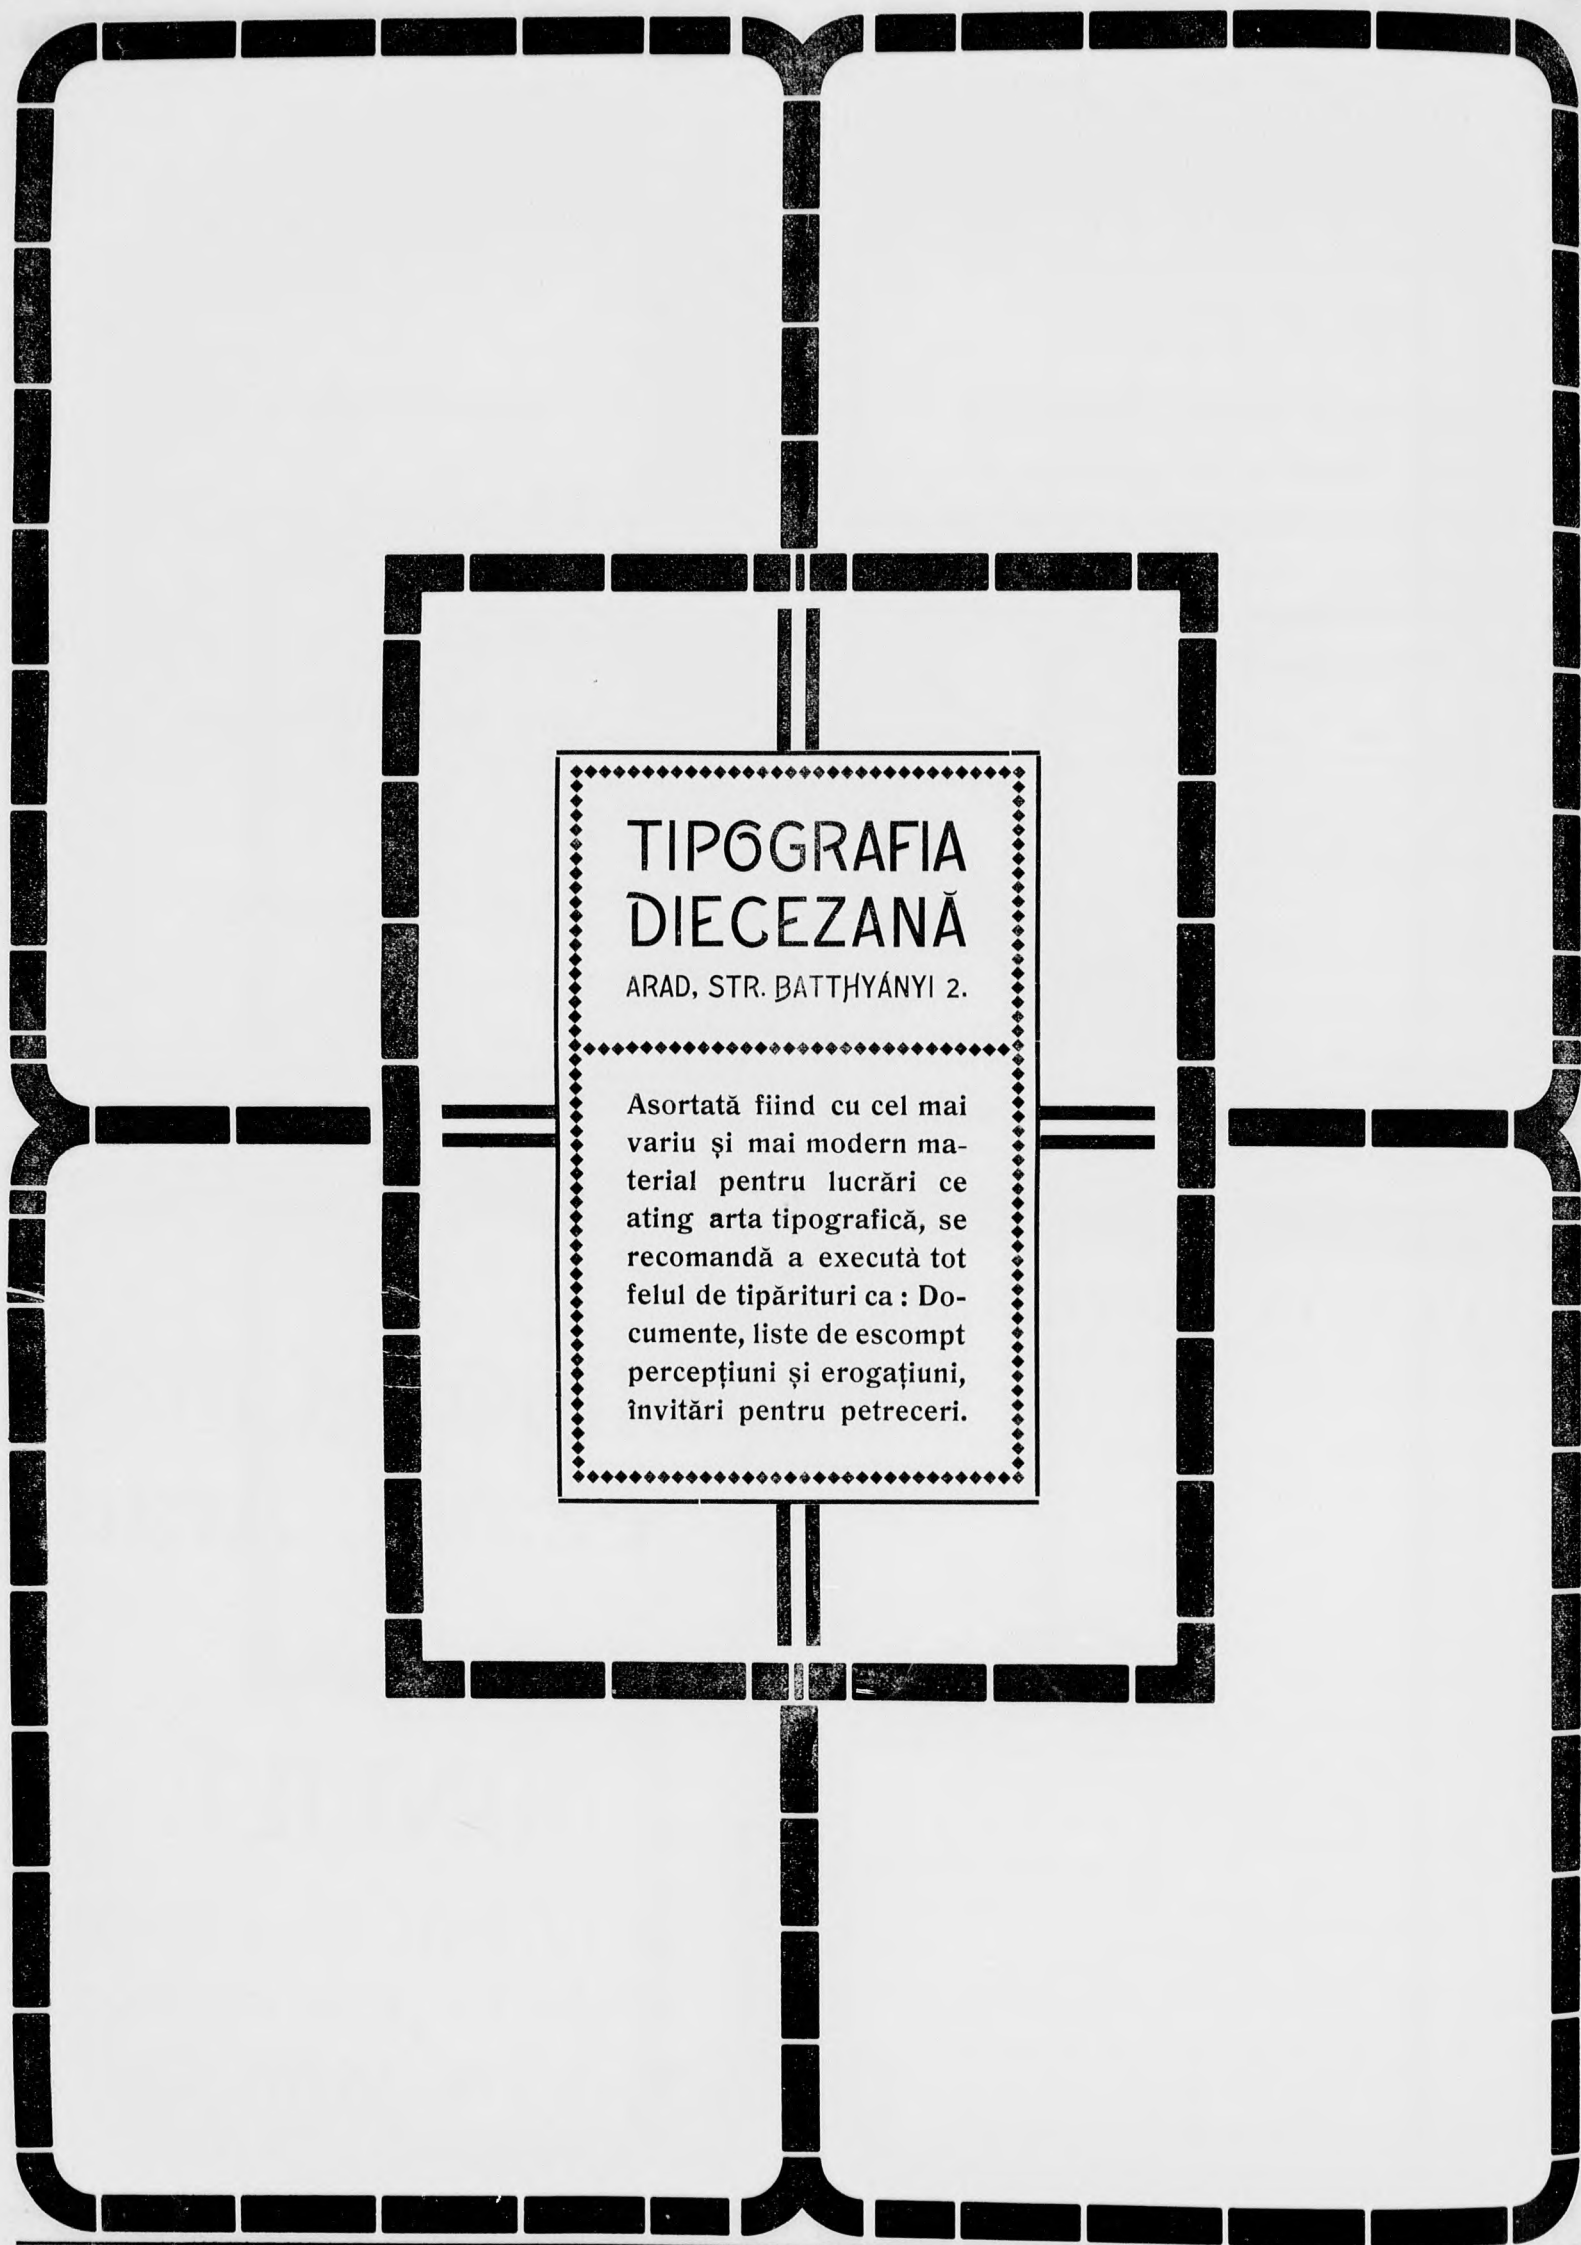 TIPOGRAFIA
DIECEZANĂ
ARAD, STR. BATTHYÁNYI 2.
Asortată fiind cu cel mai
variu și mai modern ma-
terial pentru lucrări ce
ating arta tipografică, se
recomandă a executà tot
felul de tipărituri ca : Do-
cumente, liste de escompt
percepțiuni și erogațiuni,
învitări pentru petreceri.